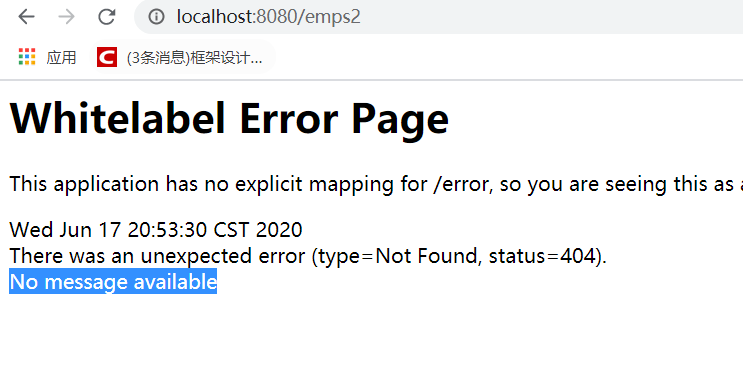 localhost:8080/emps2
应用 (3条消息)框架设计...
Whitelabel Error Page
This application has no explicit mapping for /error, so you are seeing this as a
Wed Jun 17 20:53:30 CST 2020
There was an unexpected error (type=Not Found, status=404).
No message available